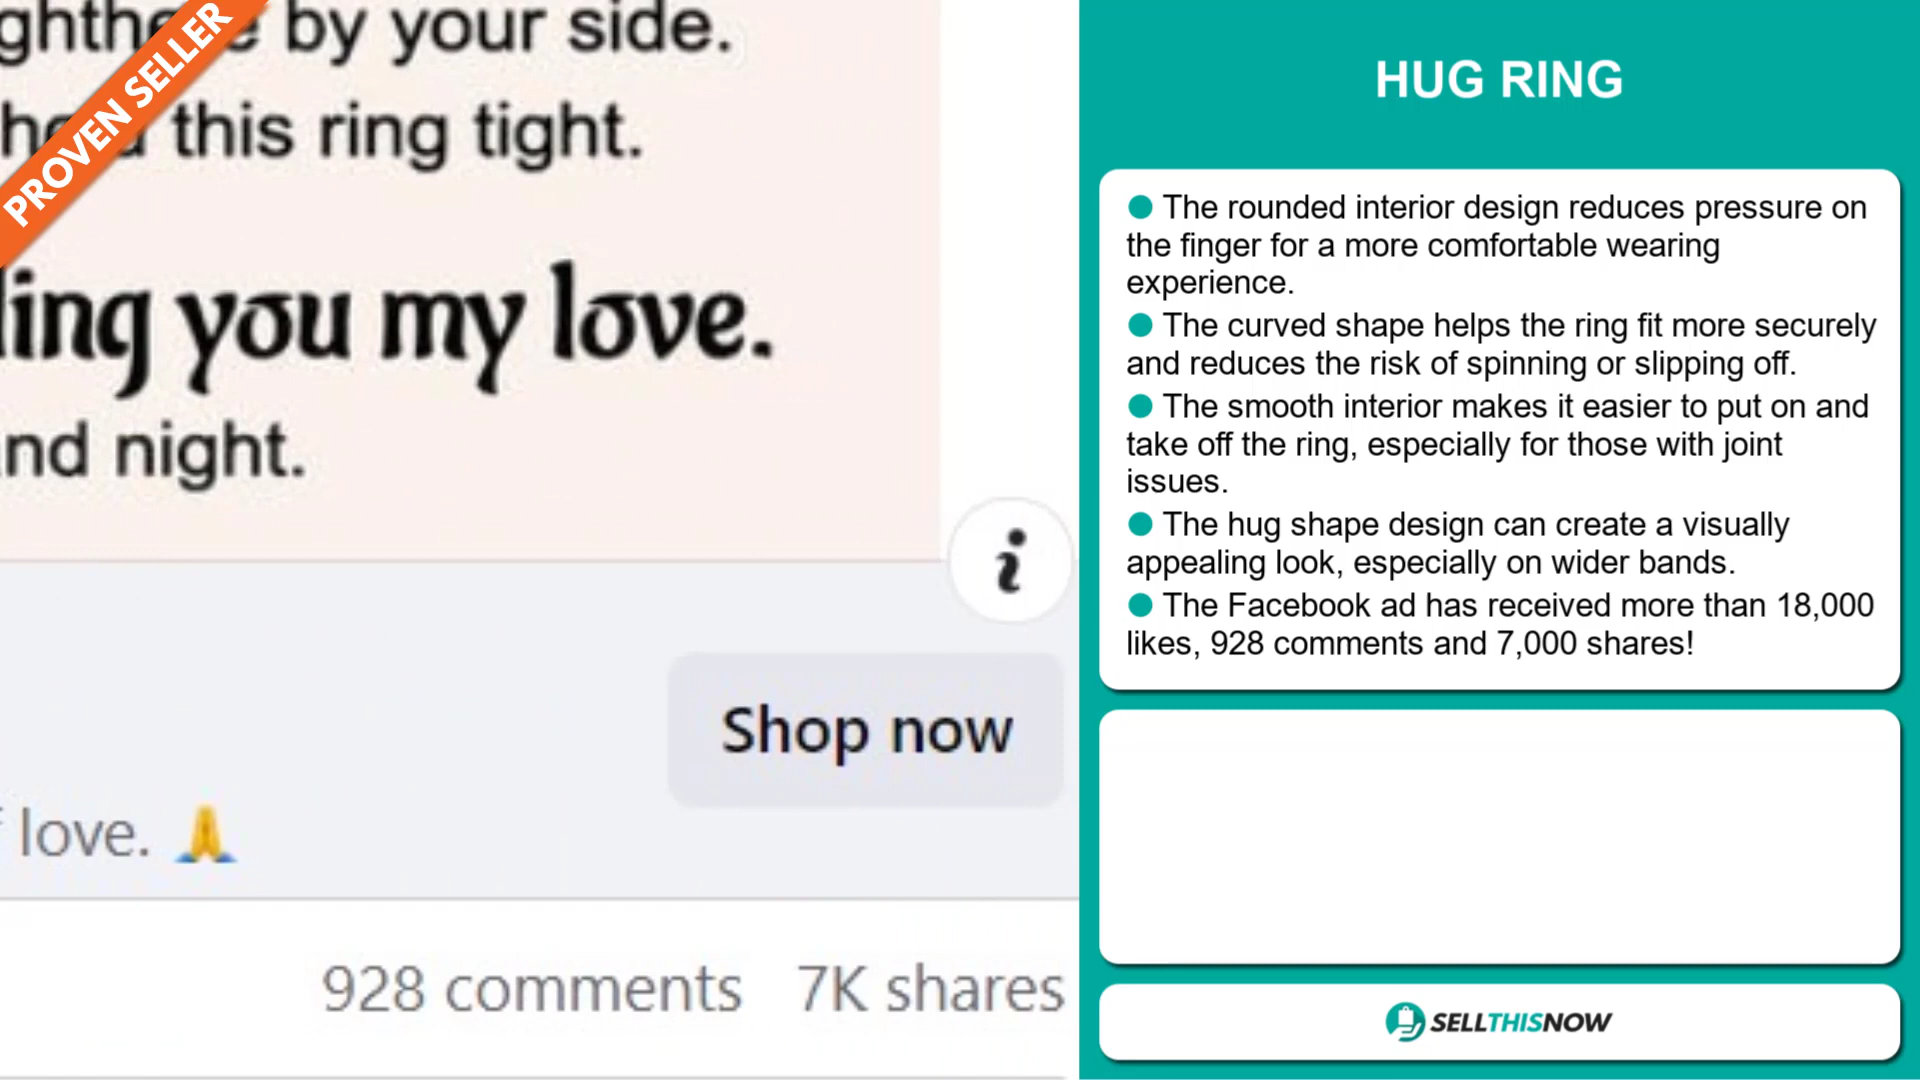 PROVEN SELLER
by your side.
this ring tight.
you my love.
night.
Shop now
love. 🙏
928 comments 7K shares
HUG RING
● The rounded interior design reduces pressure on
the finger for a more comfortable wearing
experience.
● The curved shape helps the ring fit more securely
and reduces the risk of spinning or slipping off.
● The smooth interior makes it easier to put on and
take off the ring, especially for those with joint
issues.
● The hug shape design can create a visually
appealing look, especially on wider bands.
● The Facebook ad has received more than 18,000
likes, 928 comments and 7,000 shares!
SELLTHISNOW